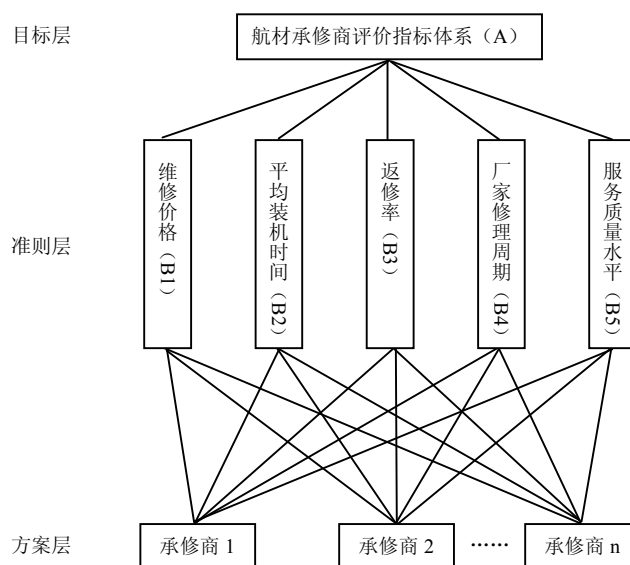 目标层
航材承修商评价指标体系（A）
准则层
维修价格（B1）
平均装机时间（B2）
返修率（B3）
厂家修理周期（B4）
服务质量水平（B5）
方案层
承修商 1
承修商 2
……
承修商 n